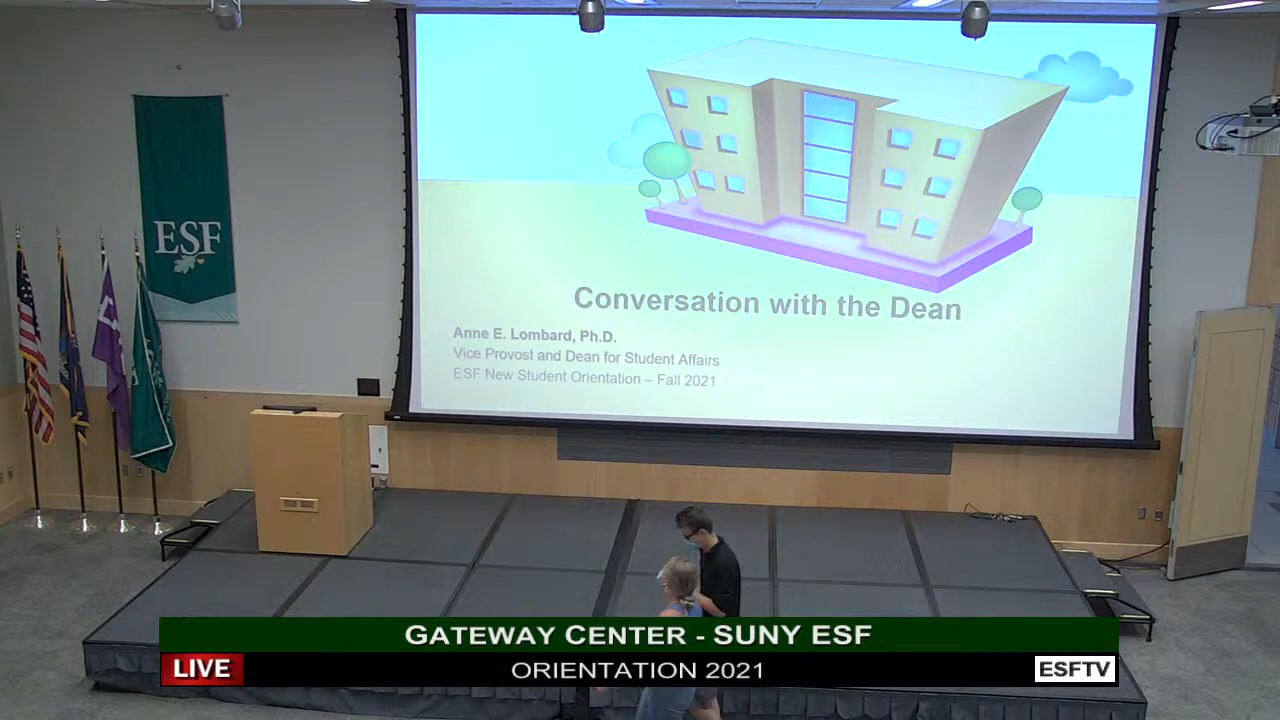 ESF
Conversation with the Dean
Anne E. Lombard, Ph.D.
Vice Provost and Dean for Student Affairs
ESF New Student Orientation – Fall 2021
GATEWAY CENTER - SUNY ESF
LIVE
ORIENTATION 2021
ESFTV